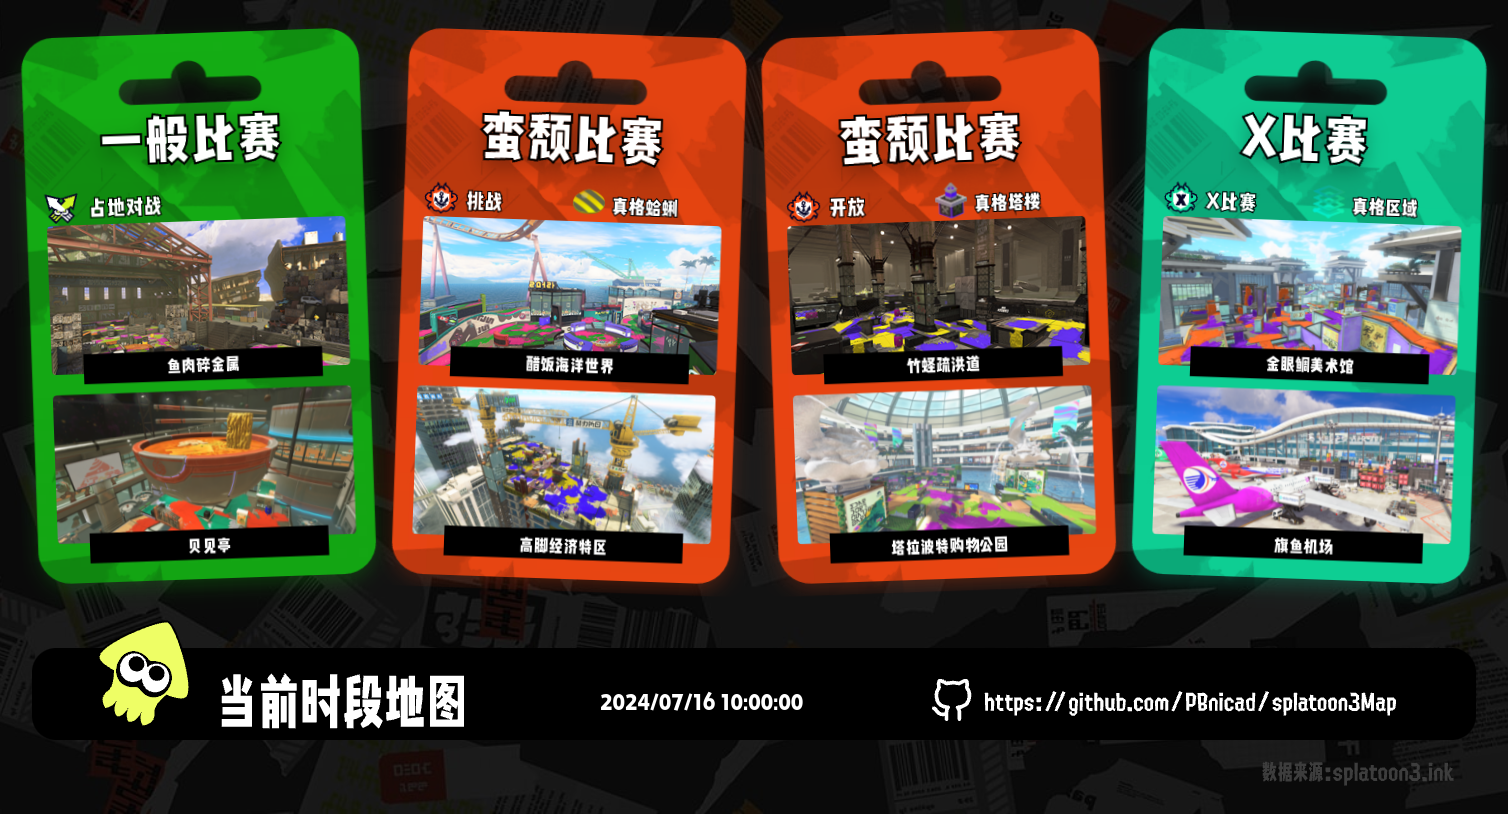 一般比赛
占地对战
鱼肉碎金属
贝见亭
蛮颓比赛
挑战
真格蛤蜊
醋饭海洋世界
高脚经济特区
蛮颓比赛
开放
真格塔楼
竹蛏疏洪道
塔拉波特购物公园
X比赛
X比赛
真格区域
金眼鲷美术馆
旗鱼机场
当前时段地图
2024/07/16 10:00:00
https://github.com/PBnicad/splatoon3Map
数据来源:splatoon3.ink